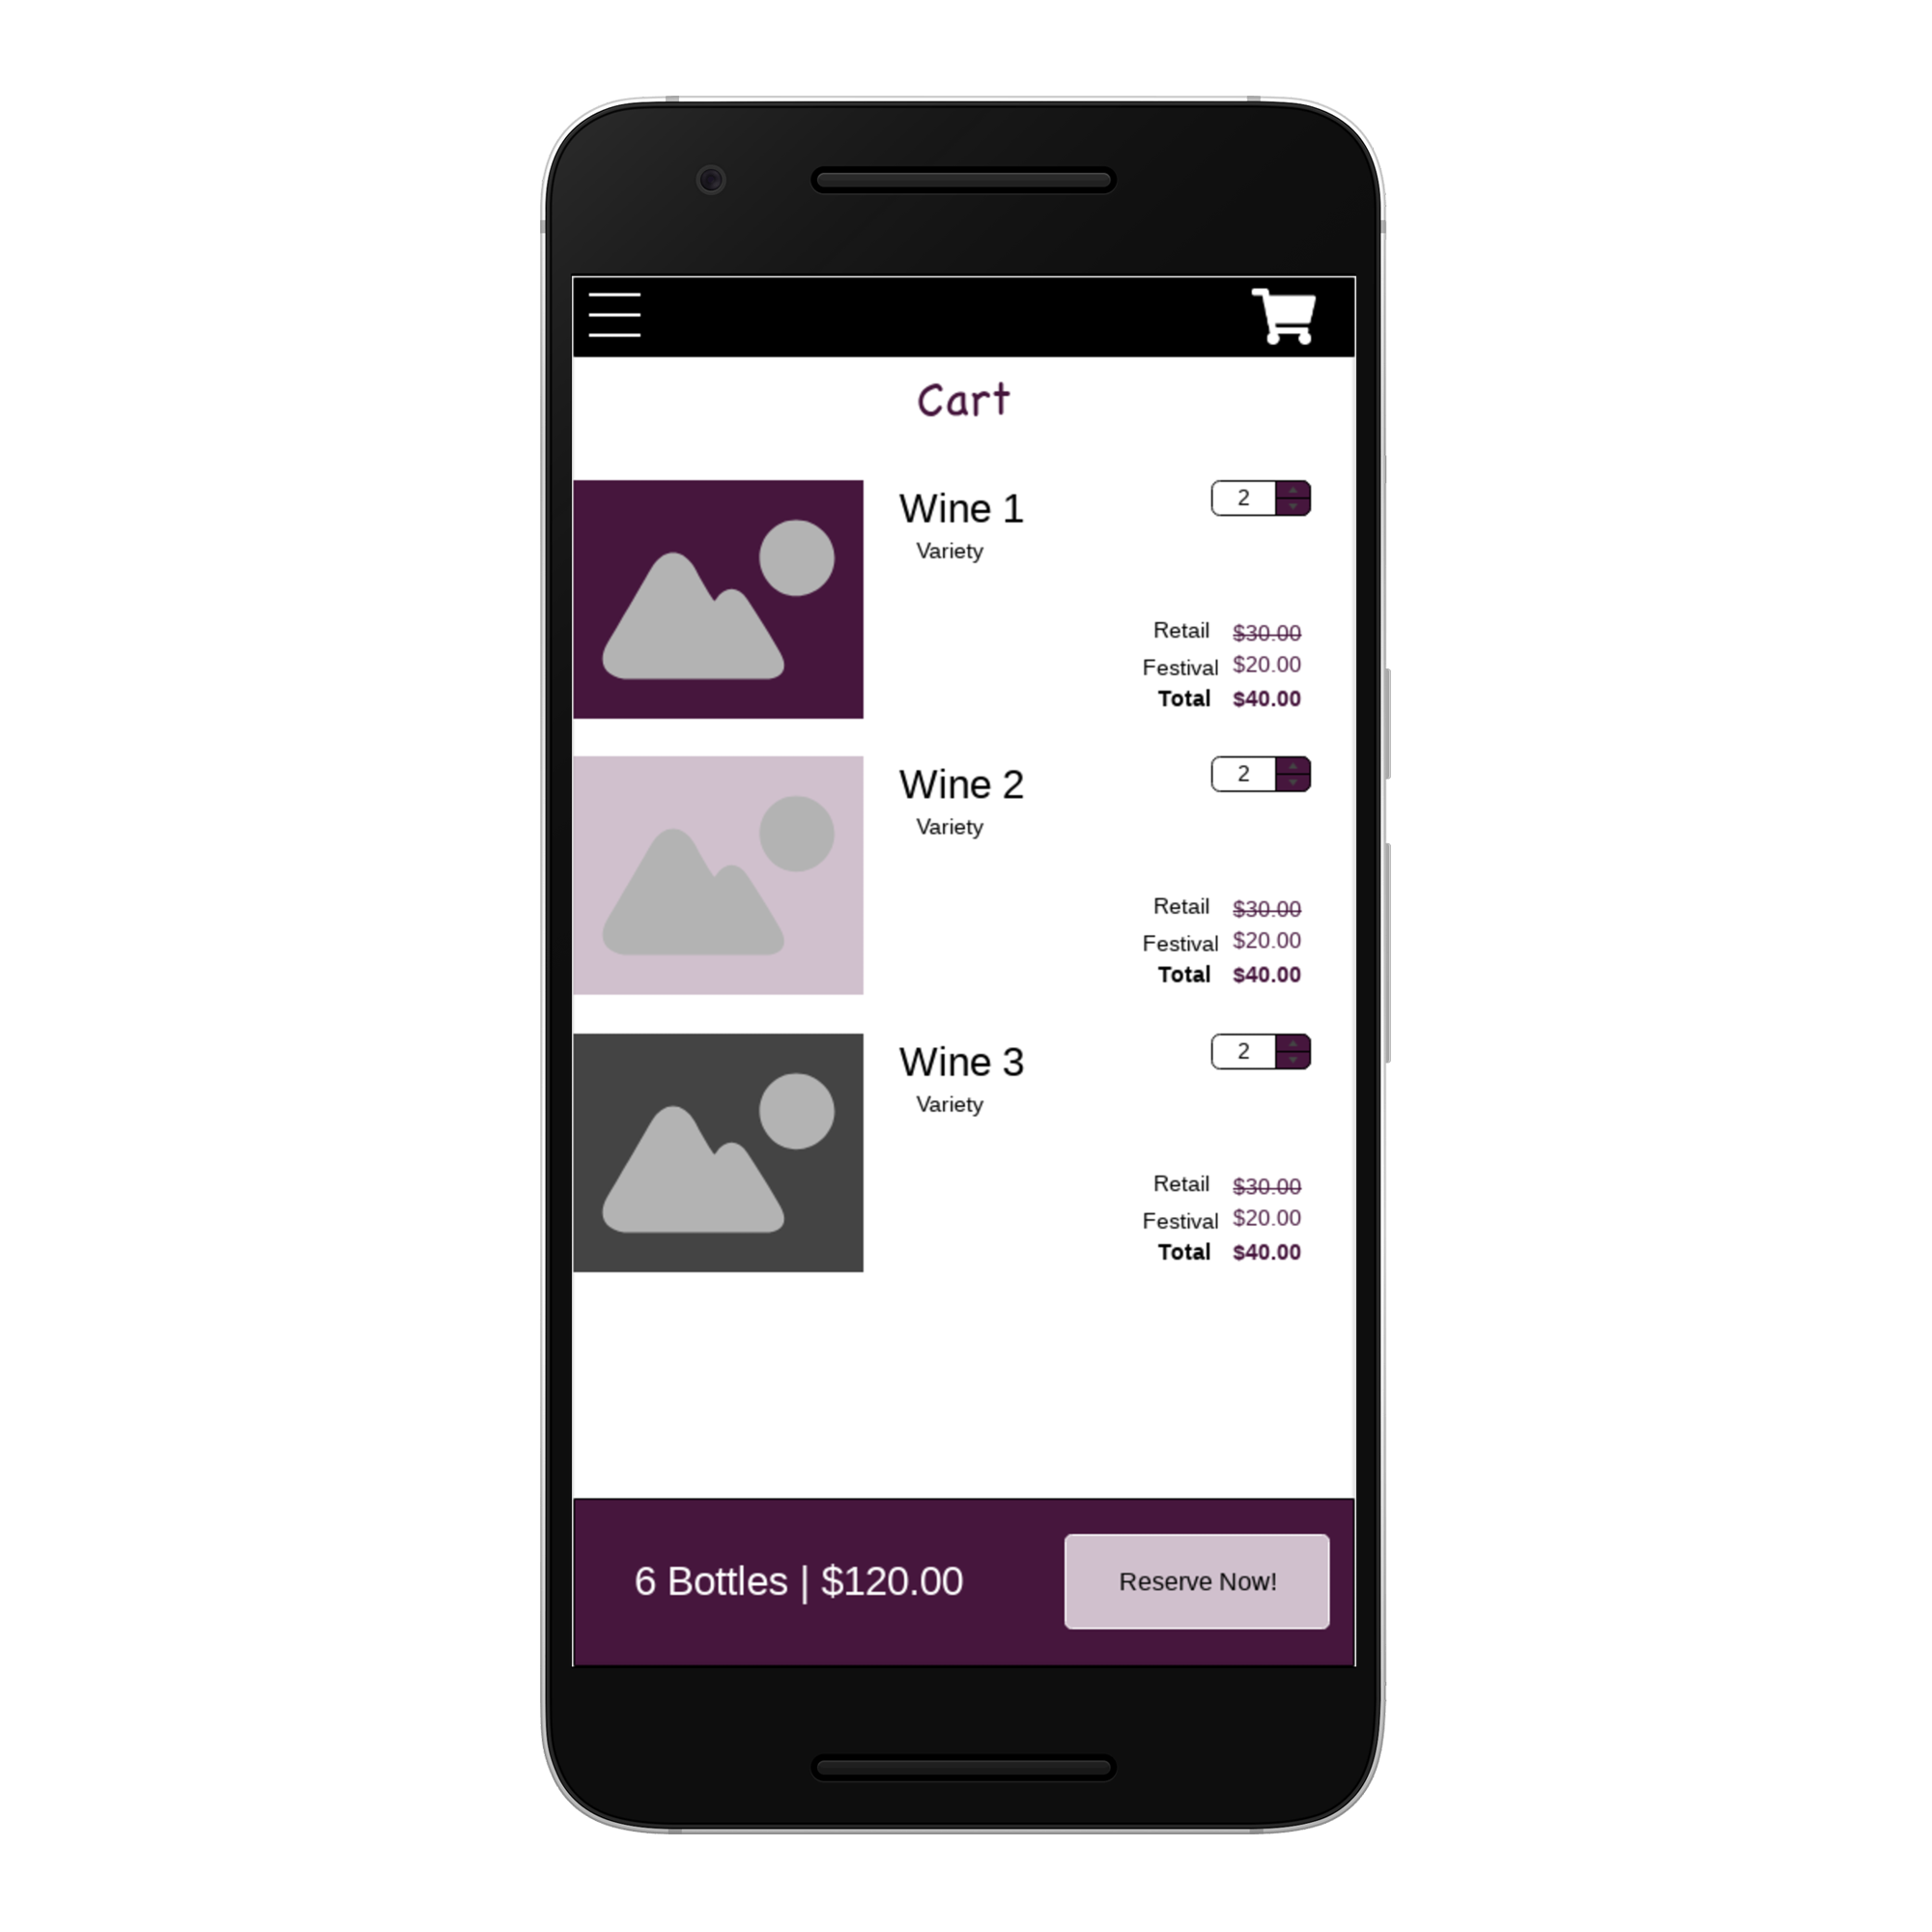 Cart
Wine 1
2
Variety
Retail $30.00
Festival $20.00
Total $40.00
Wine 2
2
Variety
Retail $30.00
Festival $20.00
Total $40.00
Wine 3
2
Variety
Retail $30.00
Festival $20.00
Total $40.00
6 Bottles | $120.00
Reserve Now!